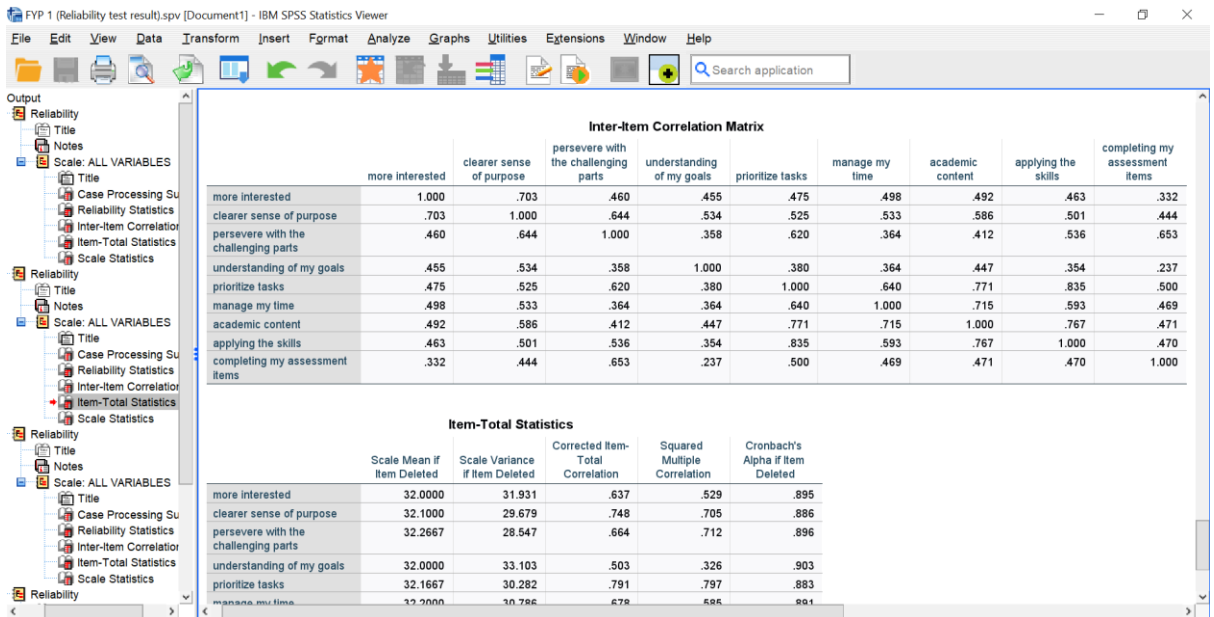 FYP 1 (Reliability test result).spv [Document1] - IBM SPSS Statistics Viewer
File Edit View Data Transform Insert Format Analyze Graphs Utilities Extensions Window Help
Search application
Output
Reliability
Title
Notes
Scale: ALL VARIABLES
Title
Case Processing Su
Reliability Statistics
Inter-Item Correlation
Item-Total Statistics
Scale Statistics
Reliability
Title
Notes
Scale: ALL VARIABLES
Title
Case Processing Su
Reliability Statistics
Inter-Item Correlation
Item-Total Statistics
Scale Statistics
Reliability
Title
Notes
Scale: ALL VARIABLES
Title
Case Processing Su
Reliability Statistics
Inter-Item Correlation
Item-Total Statistics
Scale Statistics
Reliability
Inter-Item Correlation Matrix
more interested
clearer sense
of purpose
persevere with
the challenging
parts
understanding
of my goals
prioritize tasks
manage my
time
academic
content
applying the
skills
completing my
assessment
items
more interested 1.000 .703 .460 .455 .475 .498 .492 .463 .332
clearer sense of purpose .703 1.000 .644 .534 .525 .533 .586 .501 .444
persevere with the
challenging parts .460 .644 1.000 .358 .620 .364 .412 .536 .653
understanding of my goals .455 .534 .358 1.000 .380 .364 .447 .354 .237
prioritize tasks .475 .525 .620 .380 1.000 .640 .771 .835 .500
manage my time .498 .533 .364 .364 .640 1.000 .715 .593 .469
academic content .492 .586 .412 .447 .771 .715 1.000 .767 .471
applying the skills .463 .501 .536 .354 .835 .593 .767 1.000 .470
completing my assessment
items .332 .444 .653 .237 .500 .469 .471 .470 1.000
Item-Total Statistics
Scale Mean if
Item Deleted
Scale Variance
if Item Deleted
Corrected Item-
Total
Correlation
Squared
Multiple
Correlation
Cronbach's
Alpha if Item
Deleted
more interested 32.0000 31.931 .637 .529 .895
clearer sense of purpose 32.1000 29.679 .748 .705 .886
persevere with the
challenging parts 32.2667 28.547 .664 .712 .896
understanding of my goals 32.0000 33.103 .503 .326 .903
prioritize tasks 32.1667 30.282 .791 .797 .883
manage my time 32.2000 30.786 .678 .585 .891